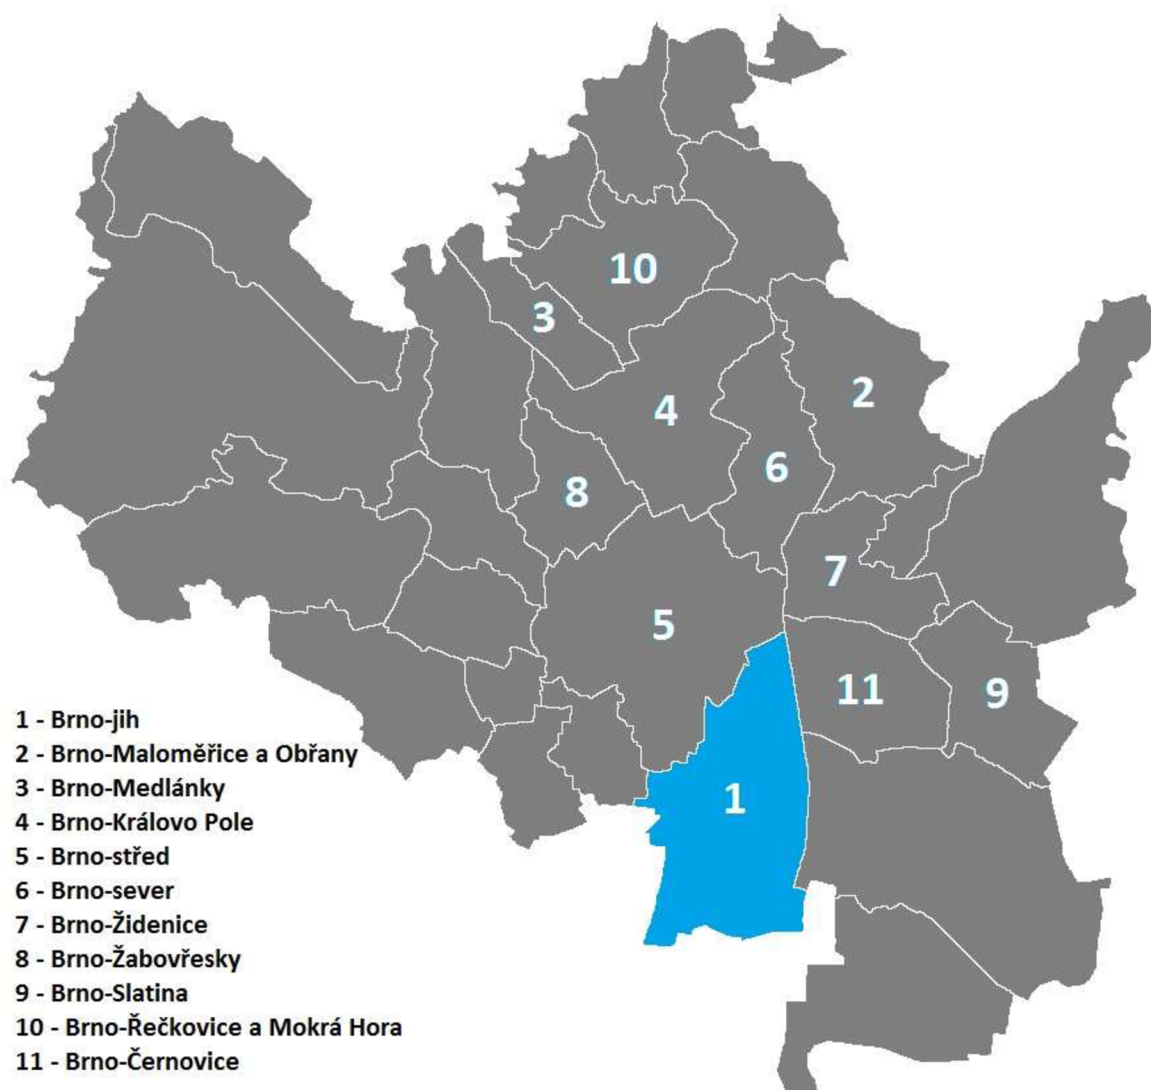 10
3
2
4
6
8
7
5
11
9
1
1 - Brno-jih
2 - Brno-Maloměřice a Obřany
3 - Brno-Medlánky
4 - Brno-Královo Pole
5 - Brno-střed
6 - Brno-sever
7 - Brno-Židenice
8 - Brno-Žabovřesky
9 - Brno-Slatina
10 - Brno-Řečkovice a Mokrá Hora
11 - Brno-Černovice